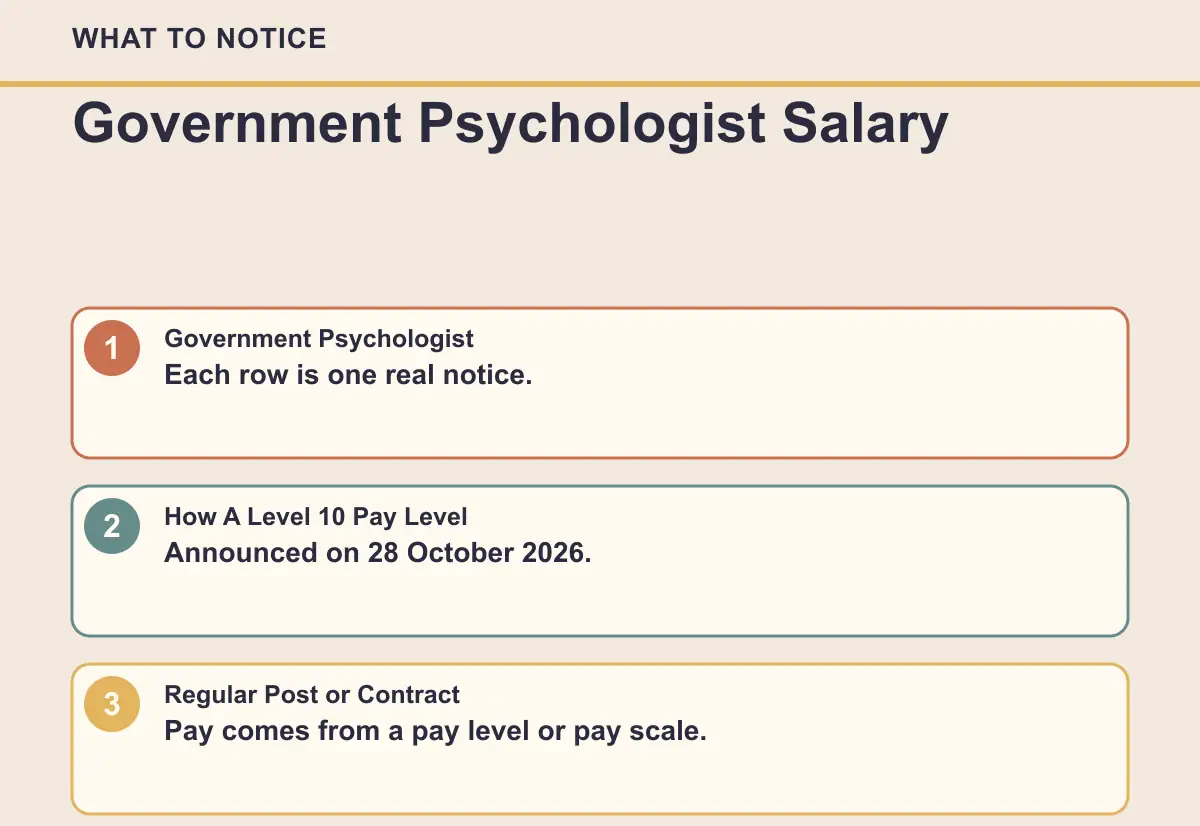 WHAT TO NOTICE
Government Psychologist Salary
1
Government Psychologist
Each row is one real notice.
2
How A Level 10 Pay Level
Announced on 28 October 2026.
3
Regular Post or Contract
Pay comes from a pay level or pay scale.